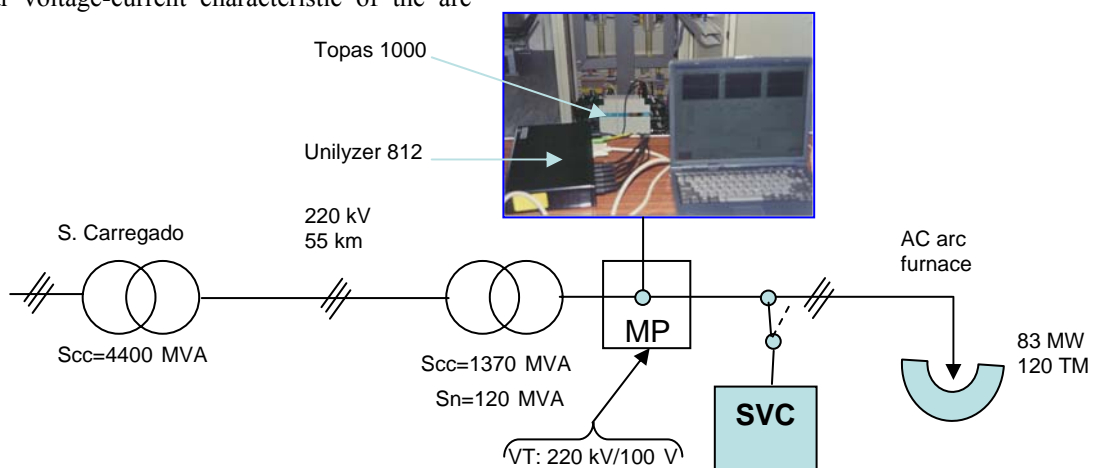 voltage-current characteristic of the arc
Topas 1000
Unilyzer 812
220 kV
55 km
S. Carregado
AC arc
furnace
MP
Scc=4400 MVA
Scc=1370 MVA
Sn=120 MVA
83 MW
120 TM
SVC
VT: 220 kV/100 V